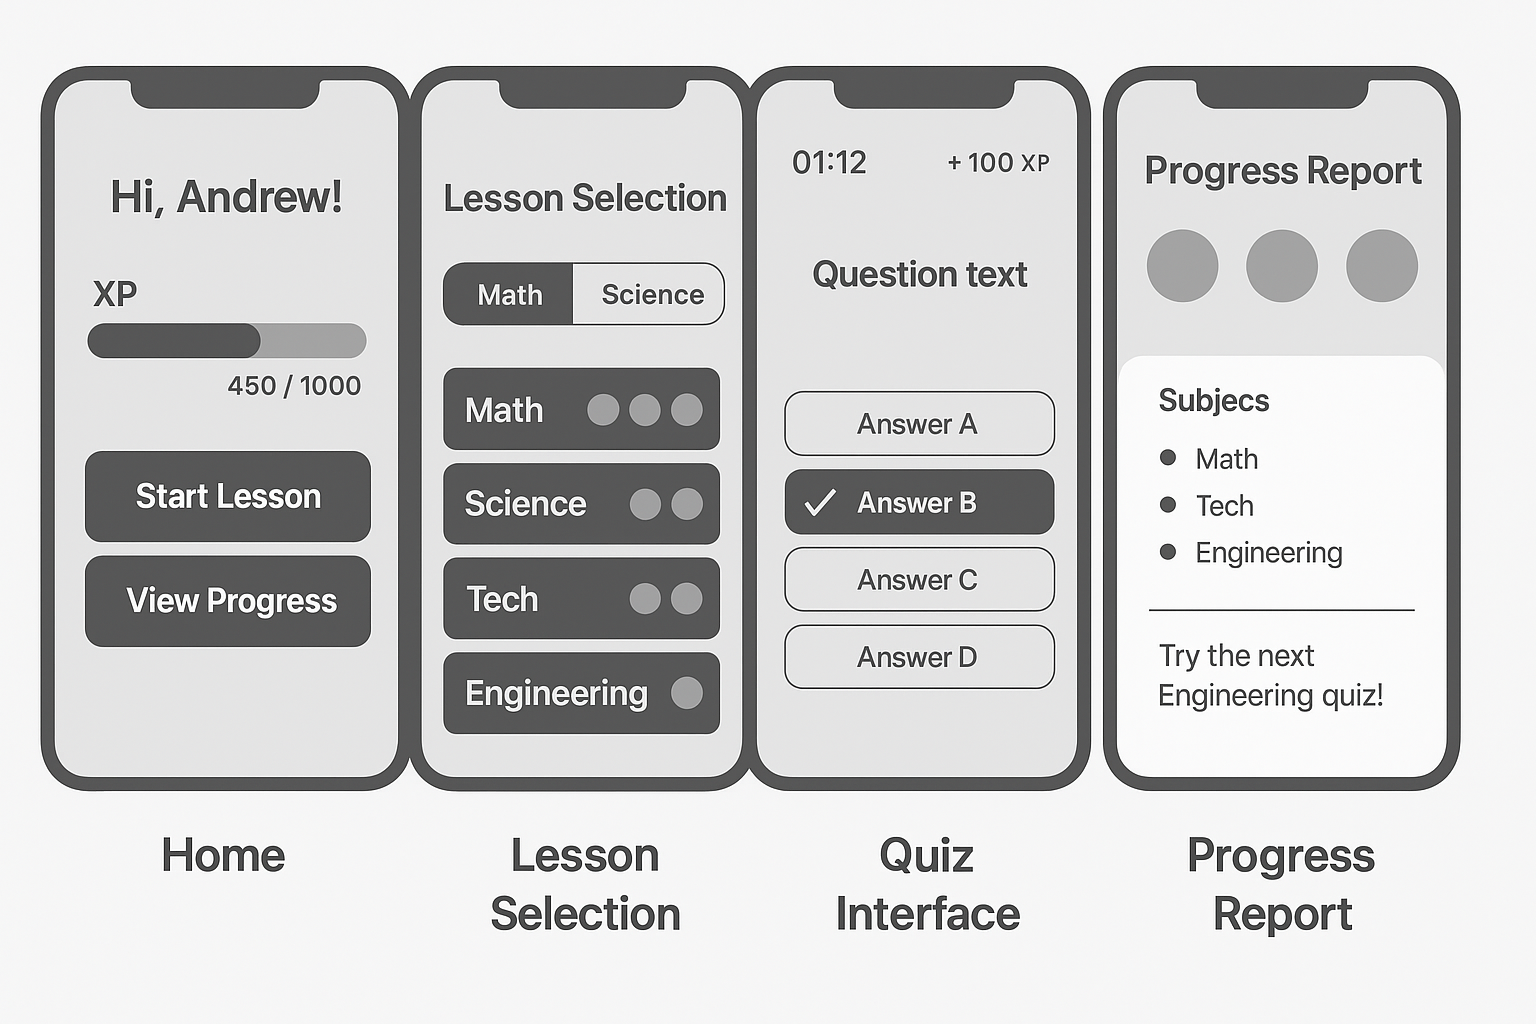 Hi, Andrew!
XP
450 / 1000
Start Lesson
View Progress
Home
Lesson Selection
Math
Science
Math
Science
Tech
Engineering
Lesson
Selection
01:12
+ 100 XP
Question text
Answer A
Answer B
Answer C
Answer D
Quiz
Interface
Progress Report
Subjecs
Math
Tech
Engineering
Try the next
Engineering quiz!
Progress
Report